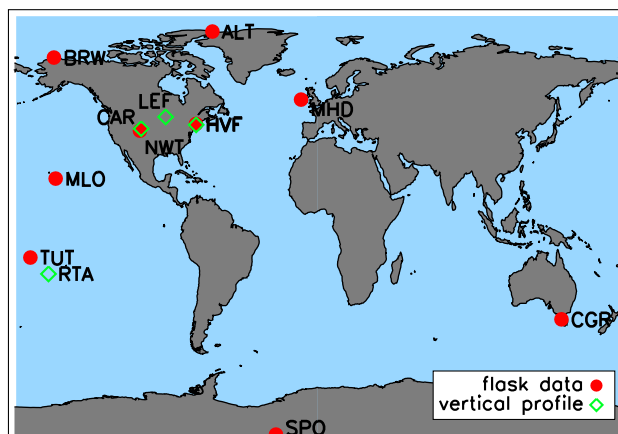 ALT
BRW
LEF
MHD
CAR
HVF
NWT
MLO
TUT
RTA
CGR
flask data
vertical profile
SPO